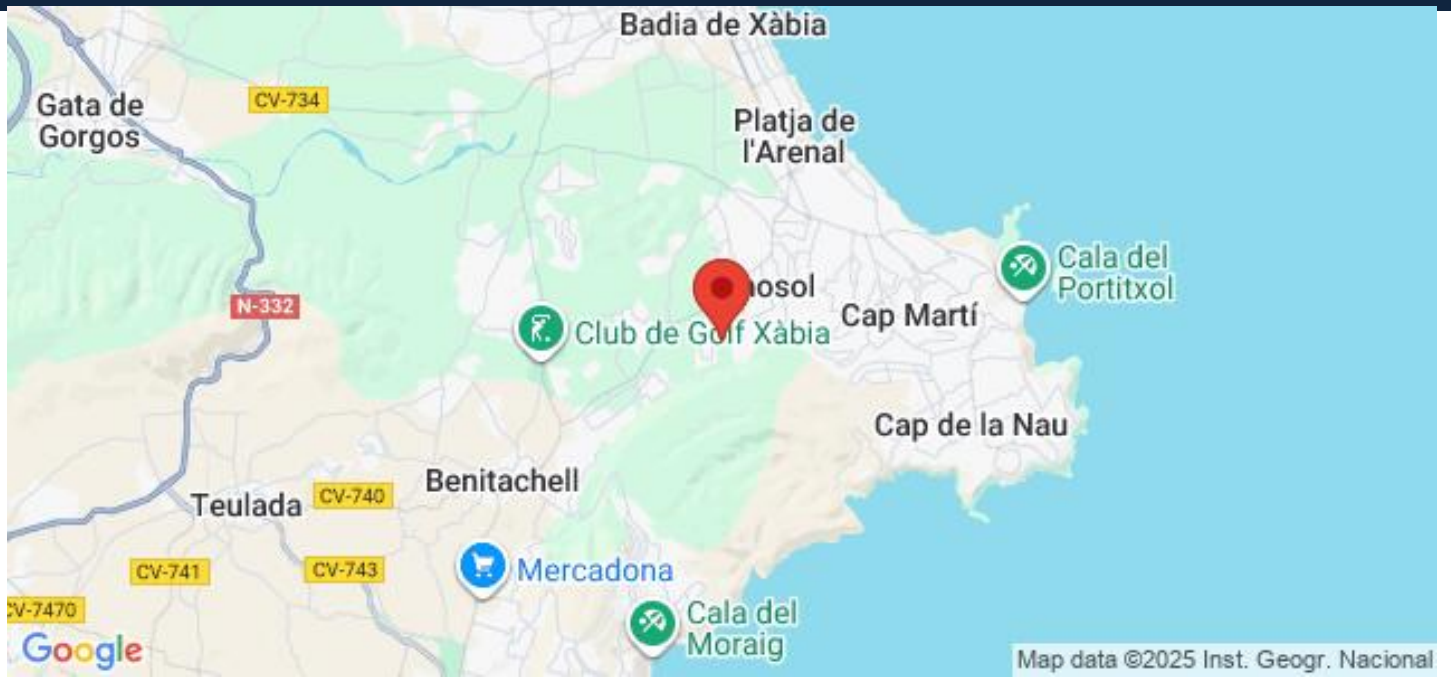 Badia de Xàbia
Gata de
Gorgos
CV-734
Platja de
l'Arenal
Cala del
Portitxol
nosol
N-332
Cap Martí
Club de Golf Xàbia
Cap de la Nau
Benitachell
Teulada
CV-740
CV-741
CV-743
Mercadona
CV-7470
Cala del
Moraig
Google
Map data ©2025 Inst. Geogr. Nacional